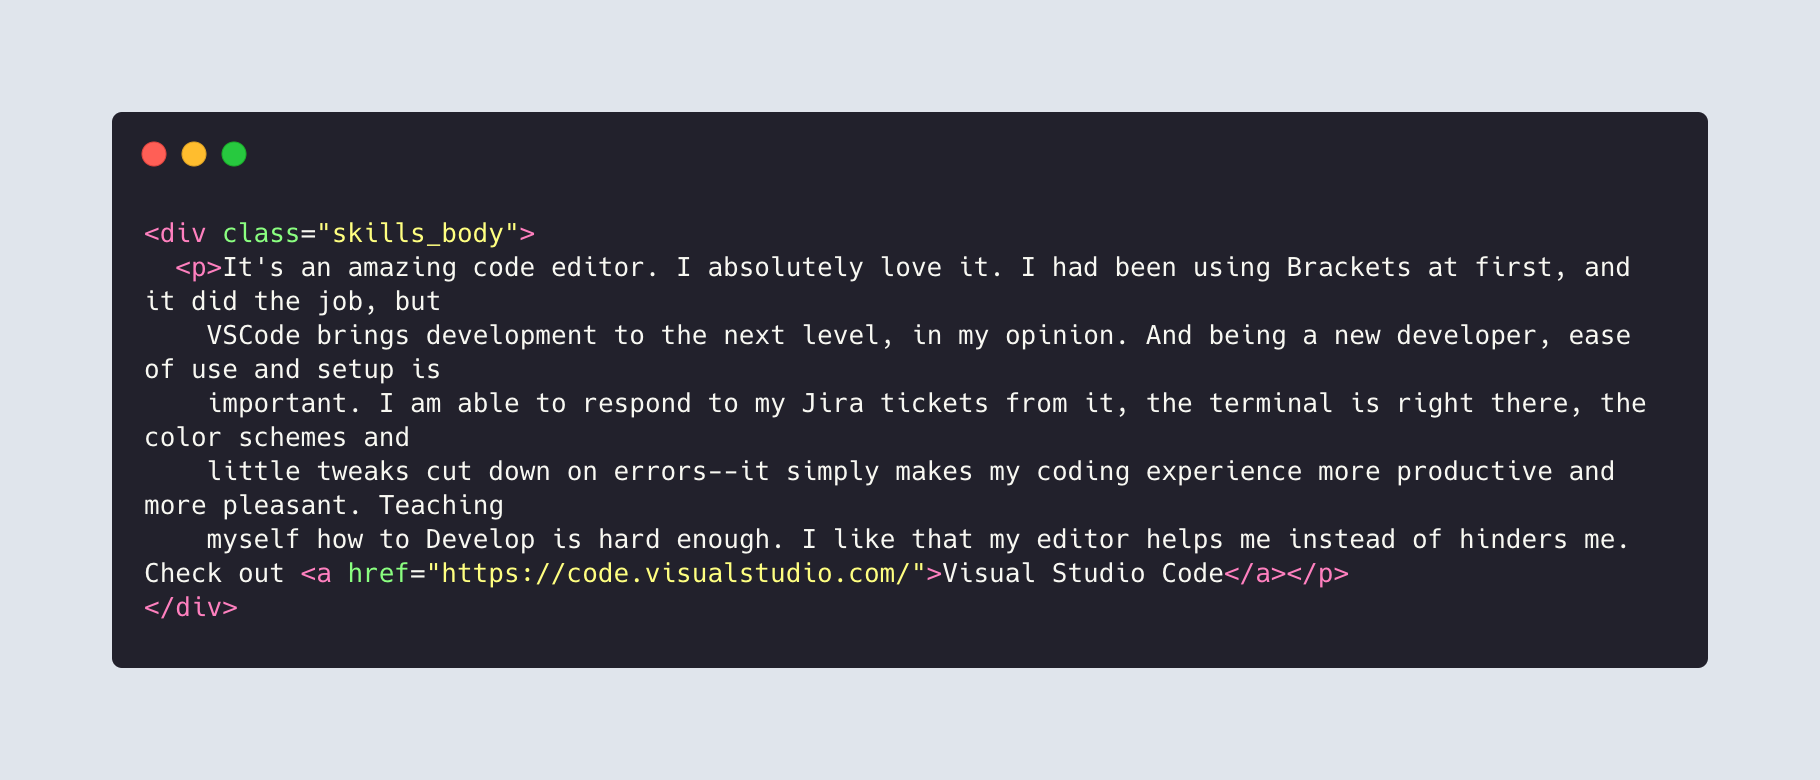 <div class="skills_body">
  <p>It's an amazing code editor. I absolutely love it. I had been using Brackets at first, and
it did the job, but
    VSCode brings development to the next level, in my opinion. And being a new developer, ease
of use and setup is
    important. I am able to respond to my Jira tickets from it, the terminal is right there, the
color schemes and
    little tweaks cut down on errors--it simply makes my coding experience more productive and
more pleasant. Teaching
    myself how to Develop is hard enough. I like that my editor helps me instead of hinders me.
Check out <a href="https://code.visualstudio.com/">Visual Studio Code</a></p>
</div>